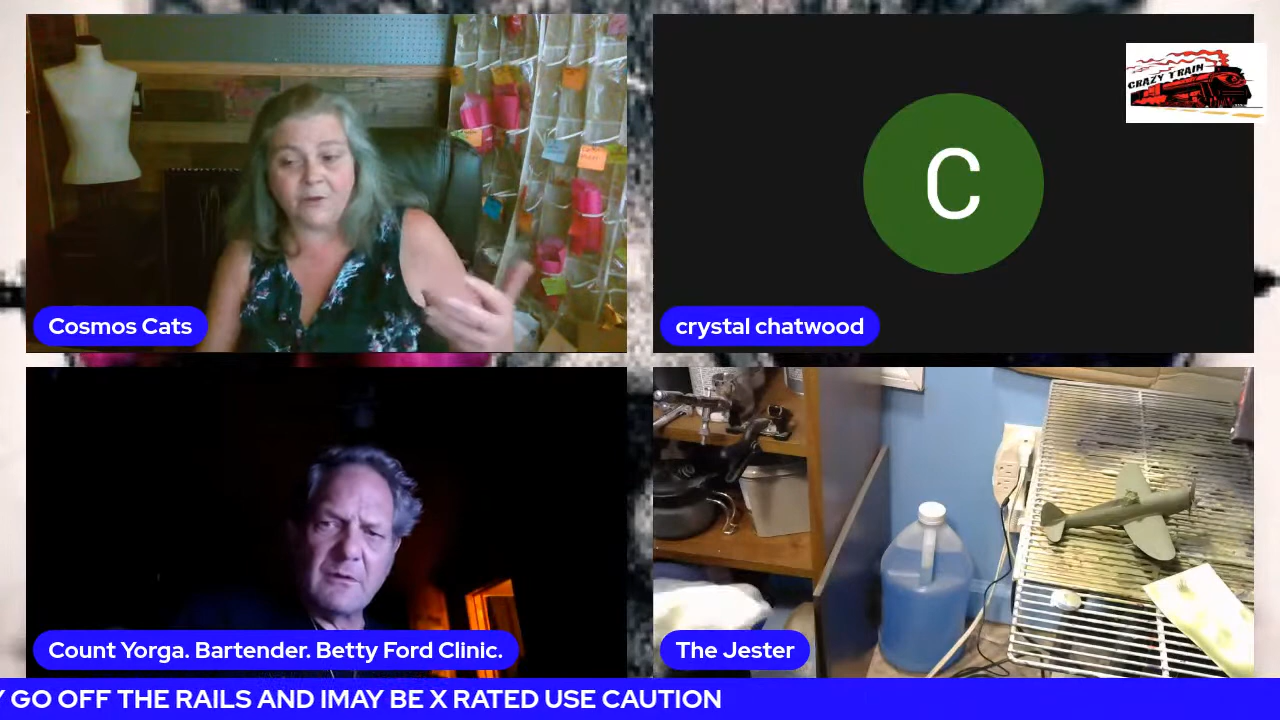 CRAZY TRAIN
C
Cosmos Cats
crystal chatwood
Count Yorga. Bartender. Betty Ford Clinic.
The Jester
Y GO OFF THE RAILS AND IMAY BE X RATED USE CAUTION